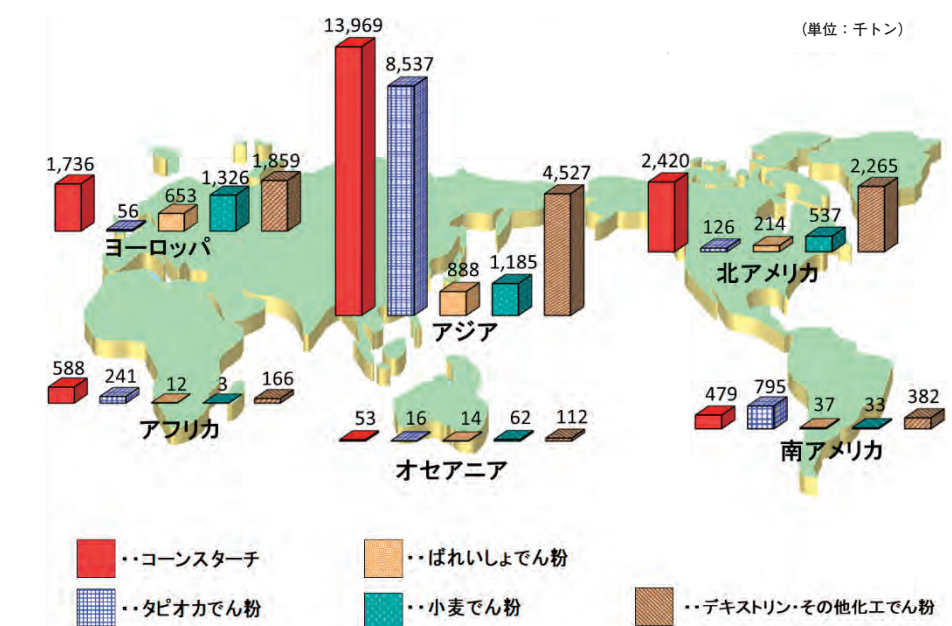 (単位：千トン)
13,969
8,537
4,527
888
1,185
アジア
1,736
56
653
1,326
1,859
ヨーロッパ
2,420
126
214
537
2,265
北アメリカ
588
241
12
3
166
アフリカ
53
16
14
62
112
オセアニア
479
795
37
33
382
南アメリカ
・・コーンスターチ
・・ばれいしょでん粉
・・タピオカでん粉
・・小麦でん粉
・・デキストリン・その他化工でん粉